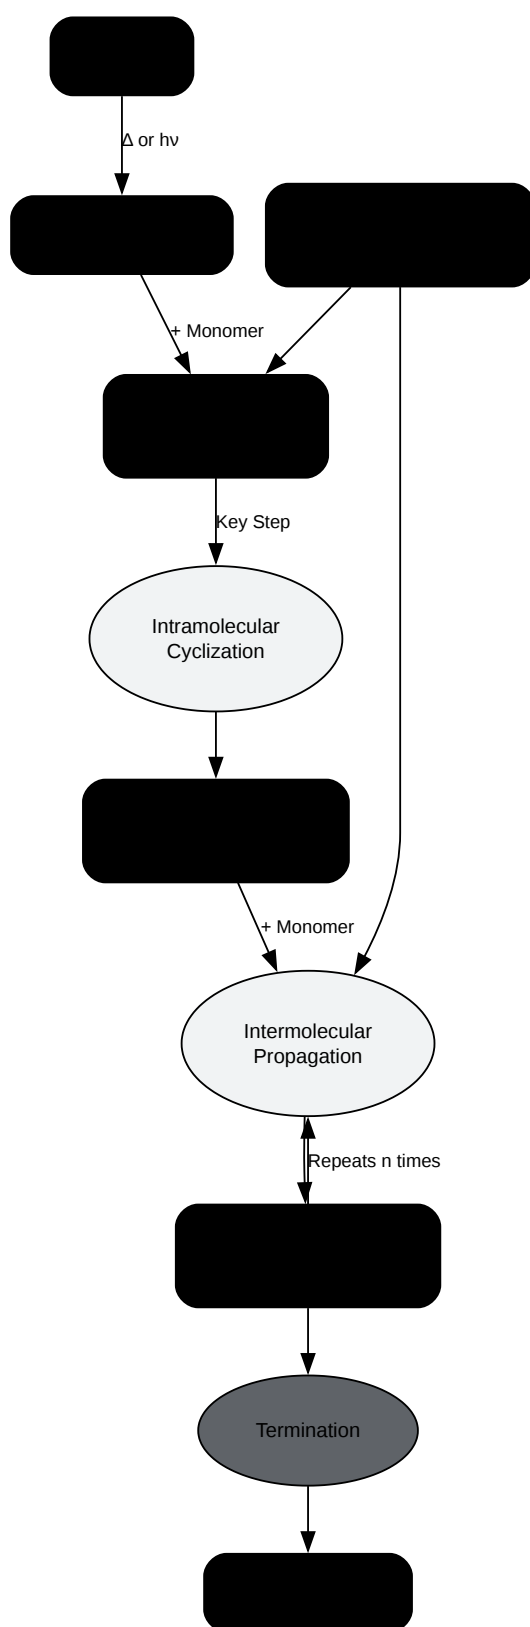 Δ or hν
+ Monomer
Key Step
Intramolecular
Cyclization
+ Monomer
Intermolecular
Propagation
Repeats n times
Termination